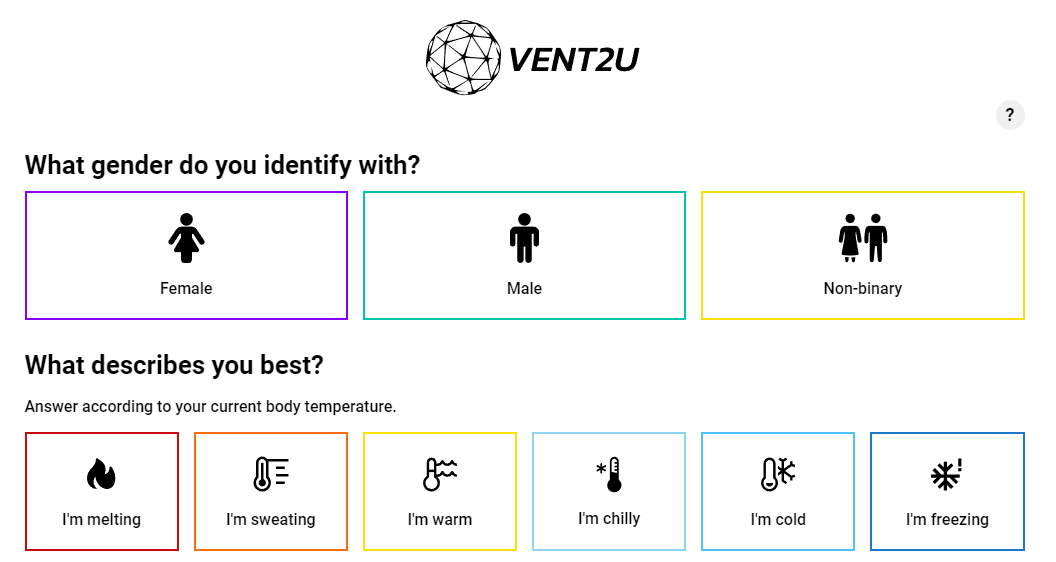 VENT2U
?
What gender do you identify with?
Female
Male
Non-binary
What describes you best?
Answer according to your current body temperature.
I'm melting
I'm sweating
I'm warm
I'm chilly
I'm cold
I'm freezing